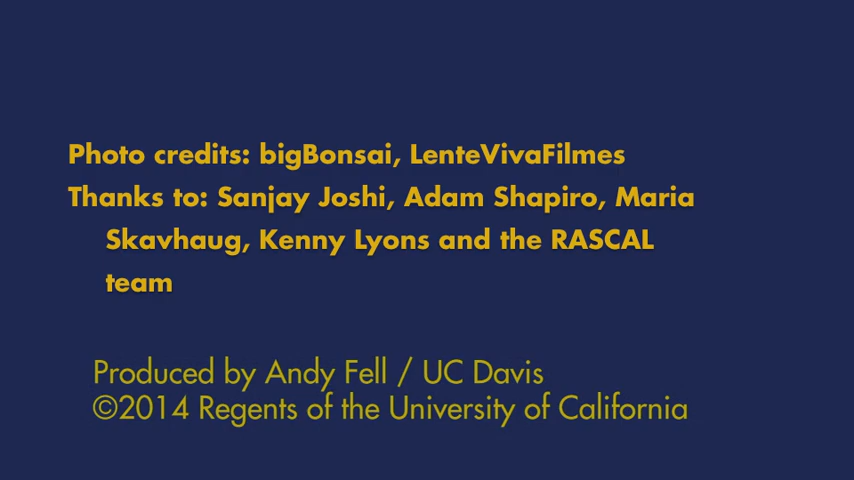 Photo credits: bigBonsai, LenteVivaFilmes
Thanks to: Sanjay Joshi, Adam Shapiro, Maria
Skavhaug, Kenny Lyons and the RASCAL
team
Produced by Andy Fell / UC Davis
©2014 Regents of the University of California